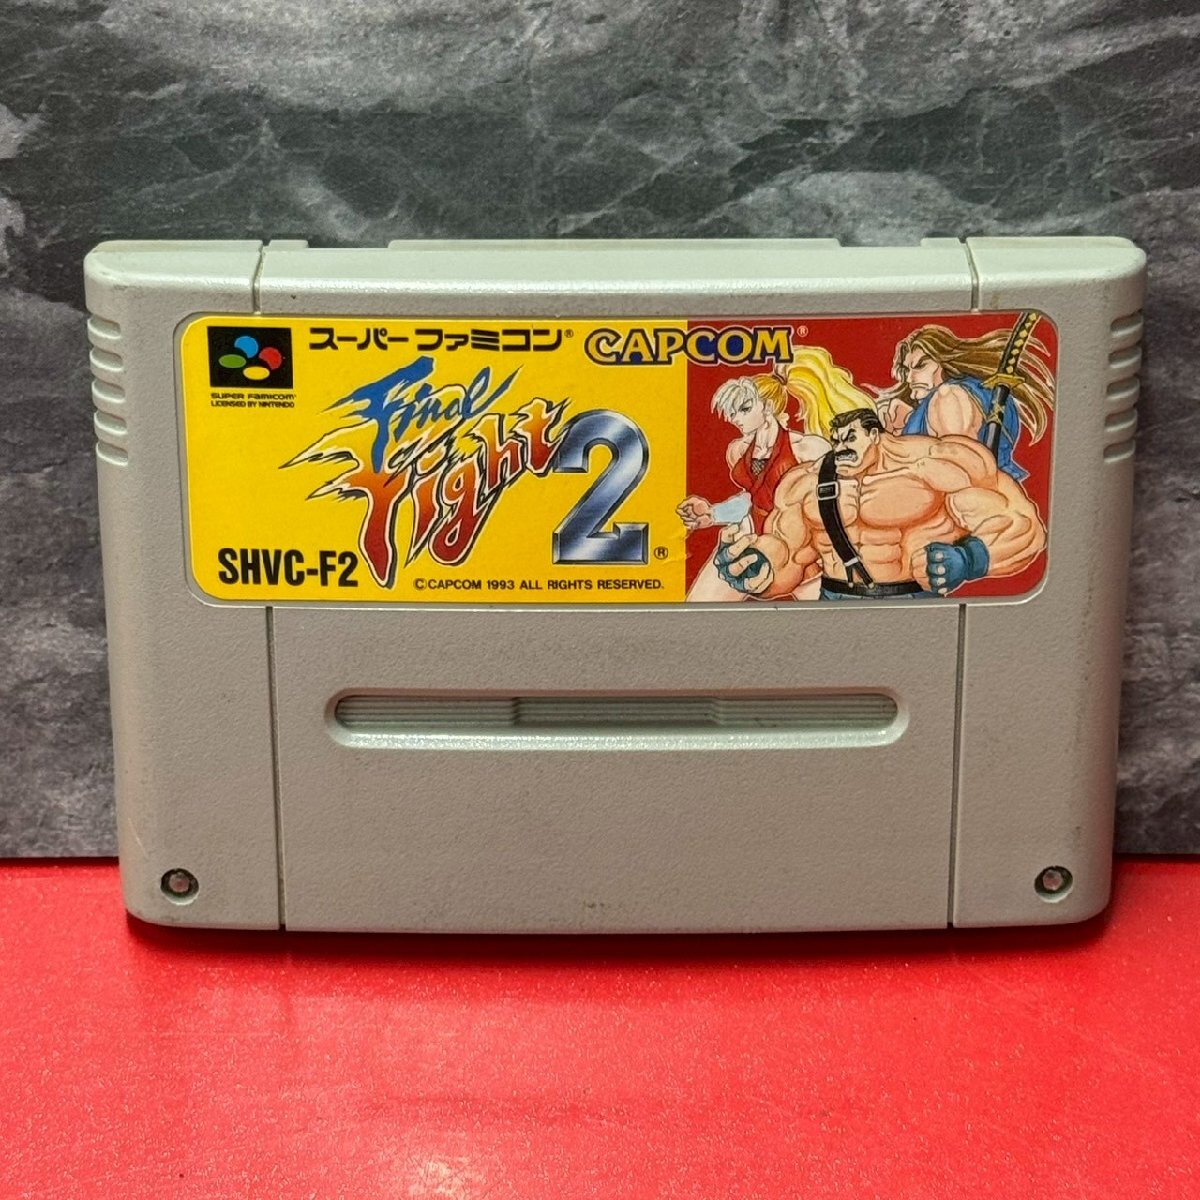 スーパーファミコン®
CAPCOM®
SUPER FAMICOM
LICENSED BY NINTENDO
Final
Fight 2®
SHVC-F2
©CAPCOM 1993 ALL RIGHTS RESERVED.